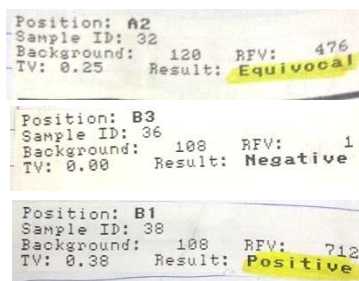 Position: A2
Sample ID: 32
Background: 120 RFV: 476
TV: 0.25 Result: Equivocal
Position: B3
Sample ID: 36
Background: 108 RFV: 1
TV: 0.00 Result: Negative
Position: B1
Sample ID: 38
Background: 108 RFV: 712
TV: 0.38 Result: Positive